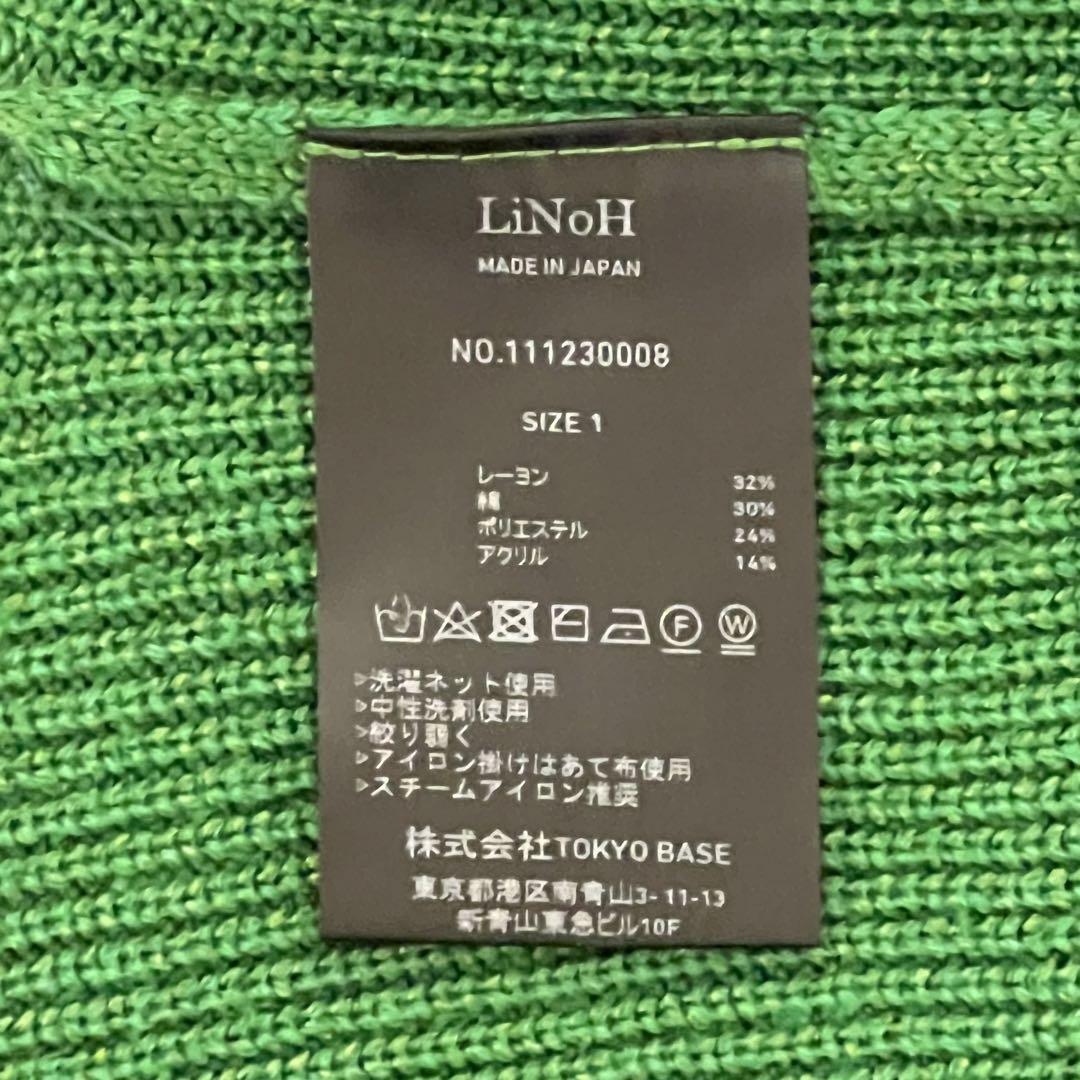 LiNoH
MADE IN JAPAN
NO.111230008
SIZE 1
レーヨン 32%
綿 30%
ポリエステル 24%
アクリル 14%
F W
▷洗濯ネット使用
▷中性洗剤使用
▷絞り弱く
▷アイロン掛けはあて布使用
▷スチームアイロン推奨
株式会社TOKYO BASE
東京都港区南青山3-11-13
新青山東急ビル10F